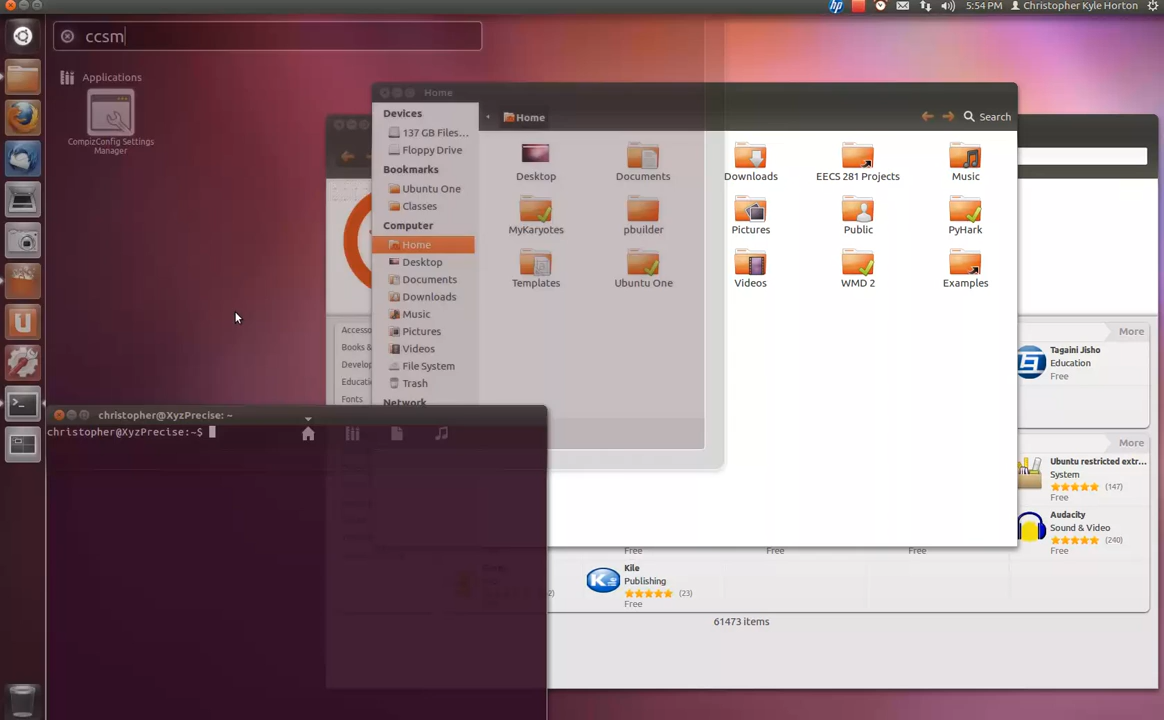 5:54 PM
Christopher Kyle Horton
ccsm
Applications
CompizConfig Settings
Manager
Home
Devices
137 GB Files...
Floppy Drive
Bookmarks
Ubuntu One
Classes
Computer
Home
Desktop
Documents
Downloads
Music
Pictures
Videos
File System
Trash
Network
Home
Search
Desktop
Documents
Downloads
EECS 281 Projects
Music
MyKaryotes
pbuilder
Pictures
Public
PyHark
Templates
Ubuntu One
Videos
WMD 2
Examples
Access
Books &
Develop
Educati
Fonts
More
Tagaini Jisho
Education
Free
More
Ubuntu restricted extr...
System
(147)
Free
Audacity
Sound & Video
(240)
Free
Free
Free
Free
Kile
Publishing
(23)
Free
61473 items
christopher@XyzPrecise: ~
christopher@XyzPrecise:~$